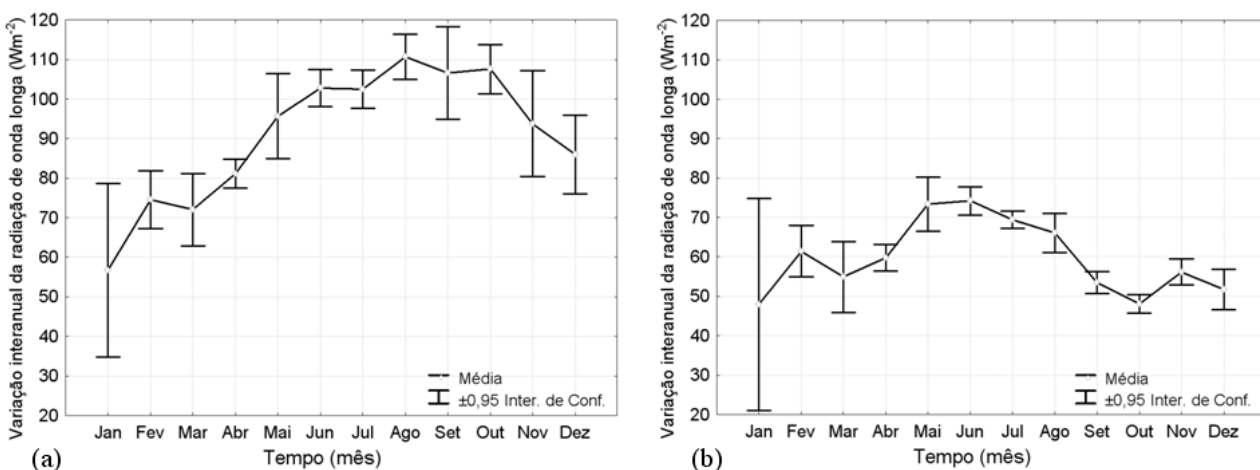 Variação interanual da radiação de onda longa (Wm-2)
120
110
100
90
80
70
60
50
40
30
20
Média
±0,95 Inter. de Conf.
Jan Fev Mar Abr Mai Jun Jul Ago Set Out Nov Dez
Tempo (mês)
(a)
Variação interanual da radiação de onda longa (Wm-2)
120
110
100
90
80
70
60
50
40
30
20
Média
±0,95 Inter. de Conf.
Jan Fev Mar Abr Mai Jun Jul Ago Set Out Nov Dez
Tempo (mês)
(b)